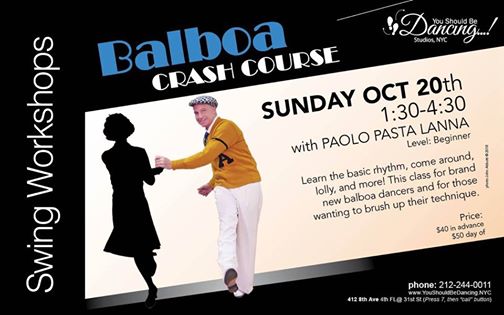 Swing Workshops
Balboa
CRASH COURSE
You Should Be
Dancing...!
Studios, NYC
SUNDAY OCT 20th
1:30-4:30
with PAOLO PASTA LANNA
Level: Beginner
Learn the basic rhythm, come around,
lolly, and more! This class for brand
new balboa dancers and for those
wanting to brush up their technique.
Price:
$40 in advance
$50 day of
A
phone: 212-244-0011
www.YouShouldBeDancing.NYC
412 8th Ave 4th FL@ 31st St (Press 7, then "call" button)